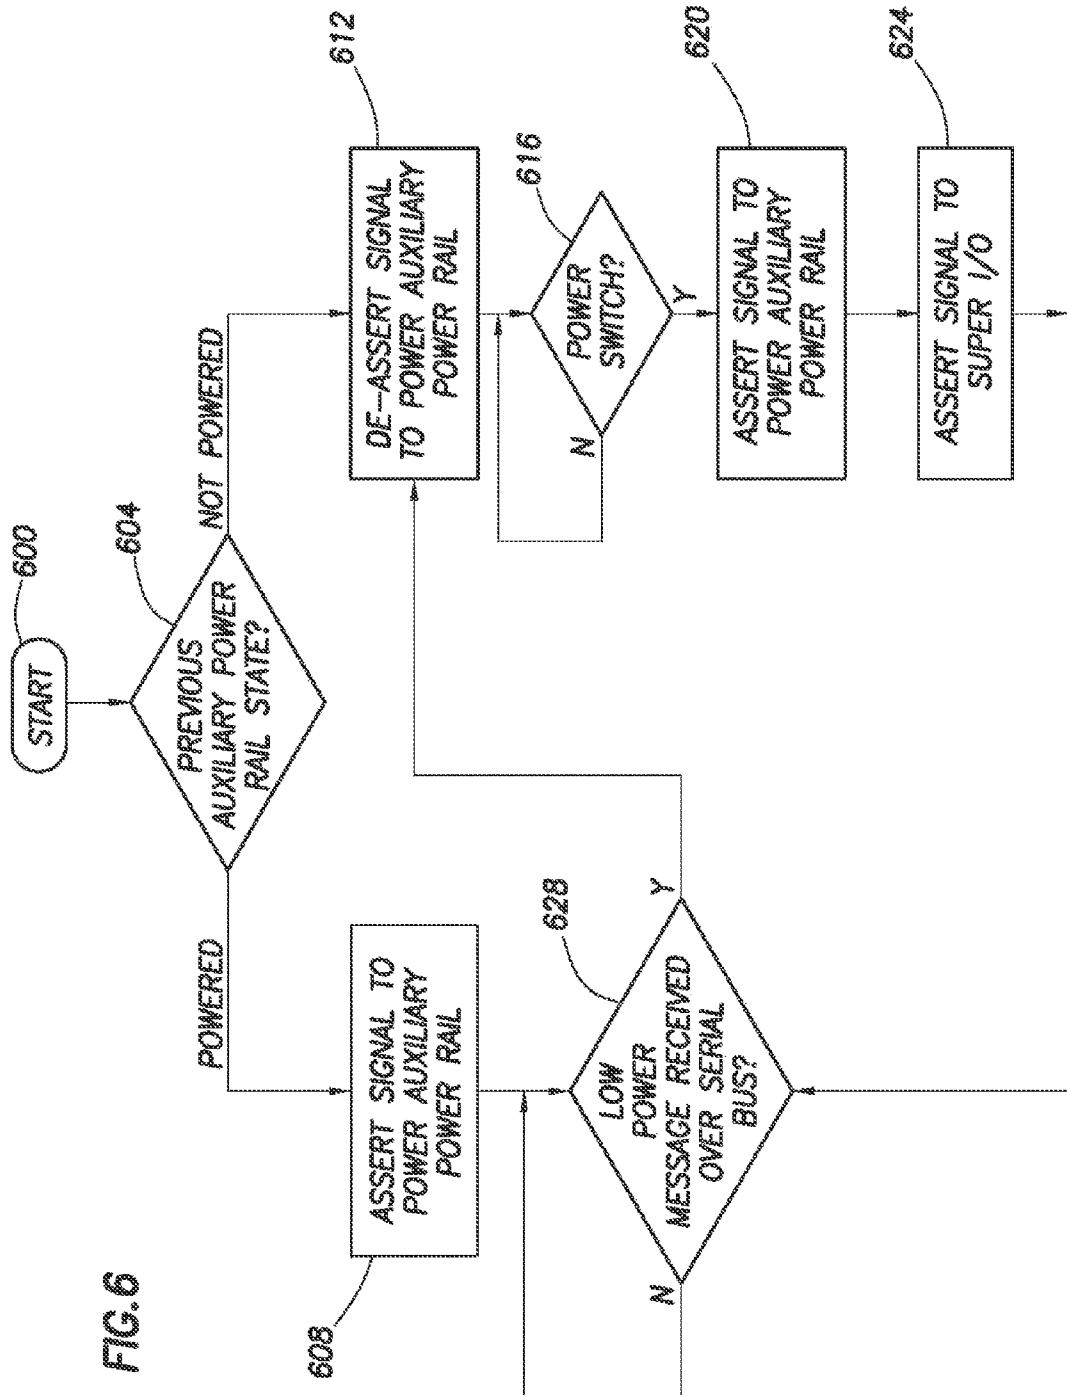 FIG.6
START
600
PREVIOUS
AUXILIARY POWER
RAIL STATE?
604
POWERED
NOT POWERED
ASSERT SIGNAL TO
POWER AUXILIARY
POWER RAIL
608
DE-ASSERT SIGNAL
TO POWER AUXILIARY
POWER RAIL
612
LOW
POWER
MESSAGE RECEIVED
OVER SERIAL
BUS?
628
N
Y
POWER
SWITCH?
616
N
Y
ASSERT SIGNAL TO
POWER AUXILIARY
POWER RAIL
620
ASSERT SIGNAL TO
SUPER I/O
624